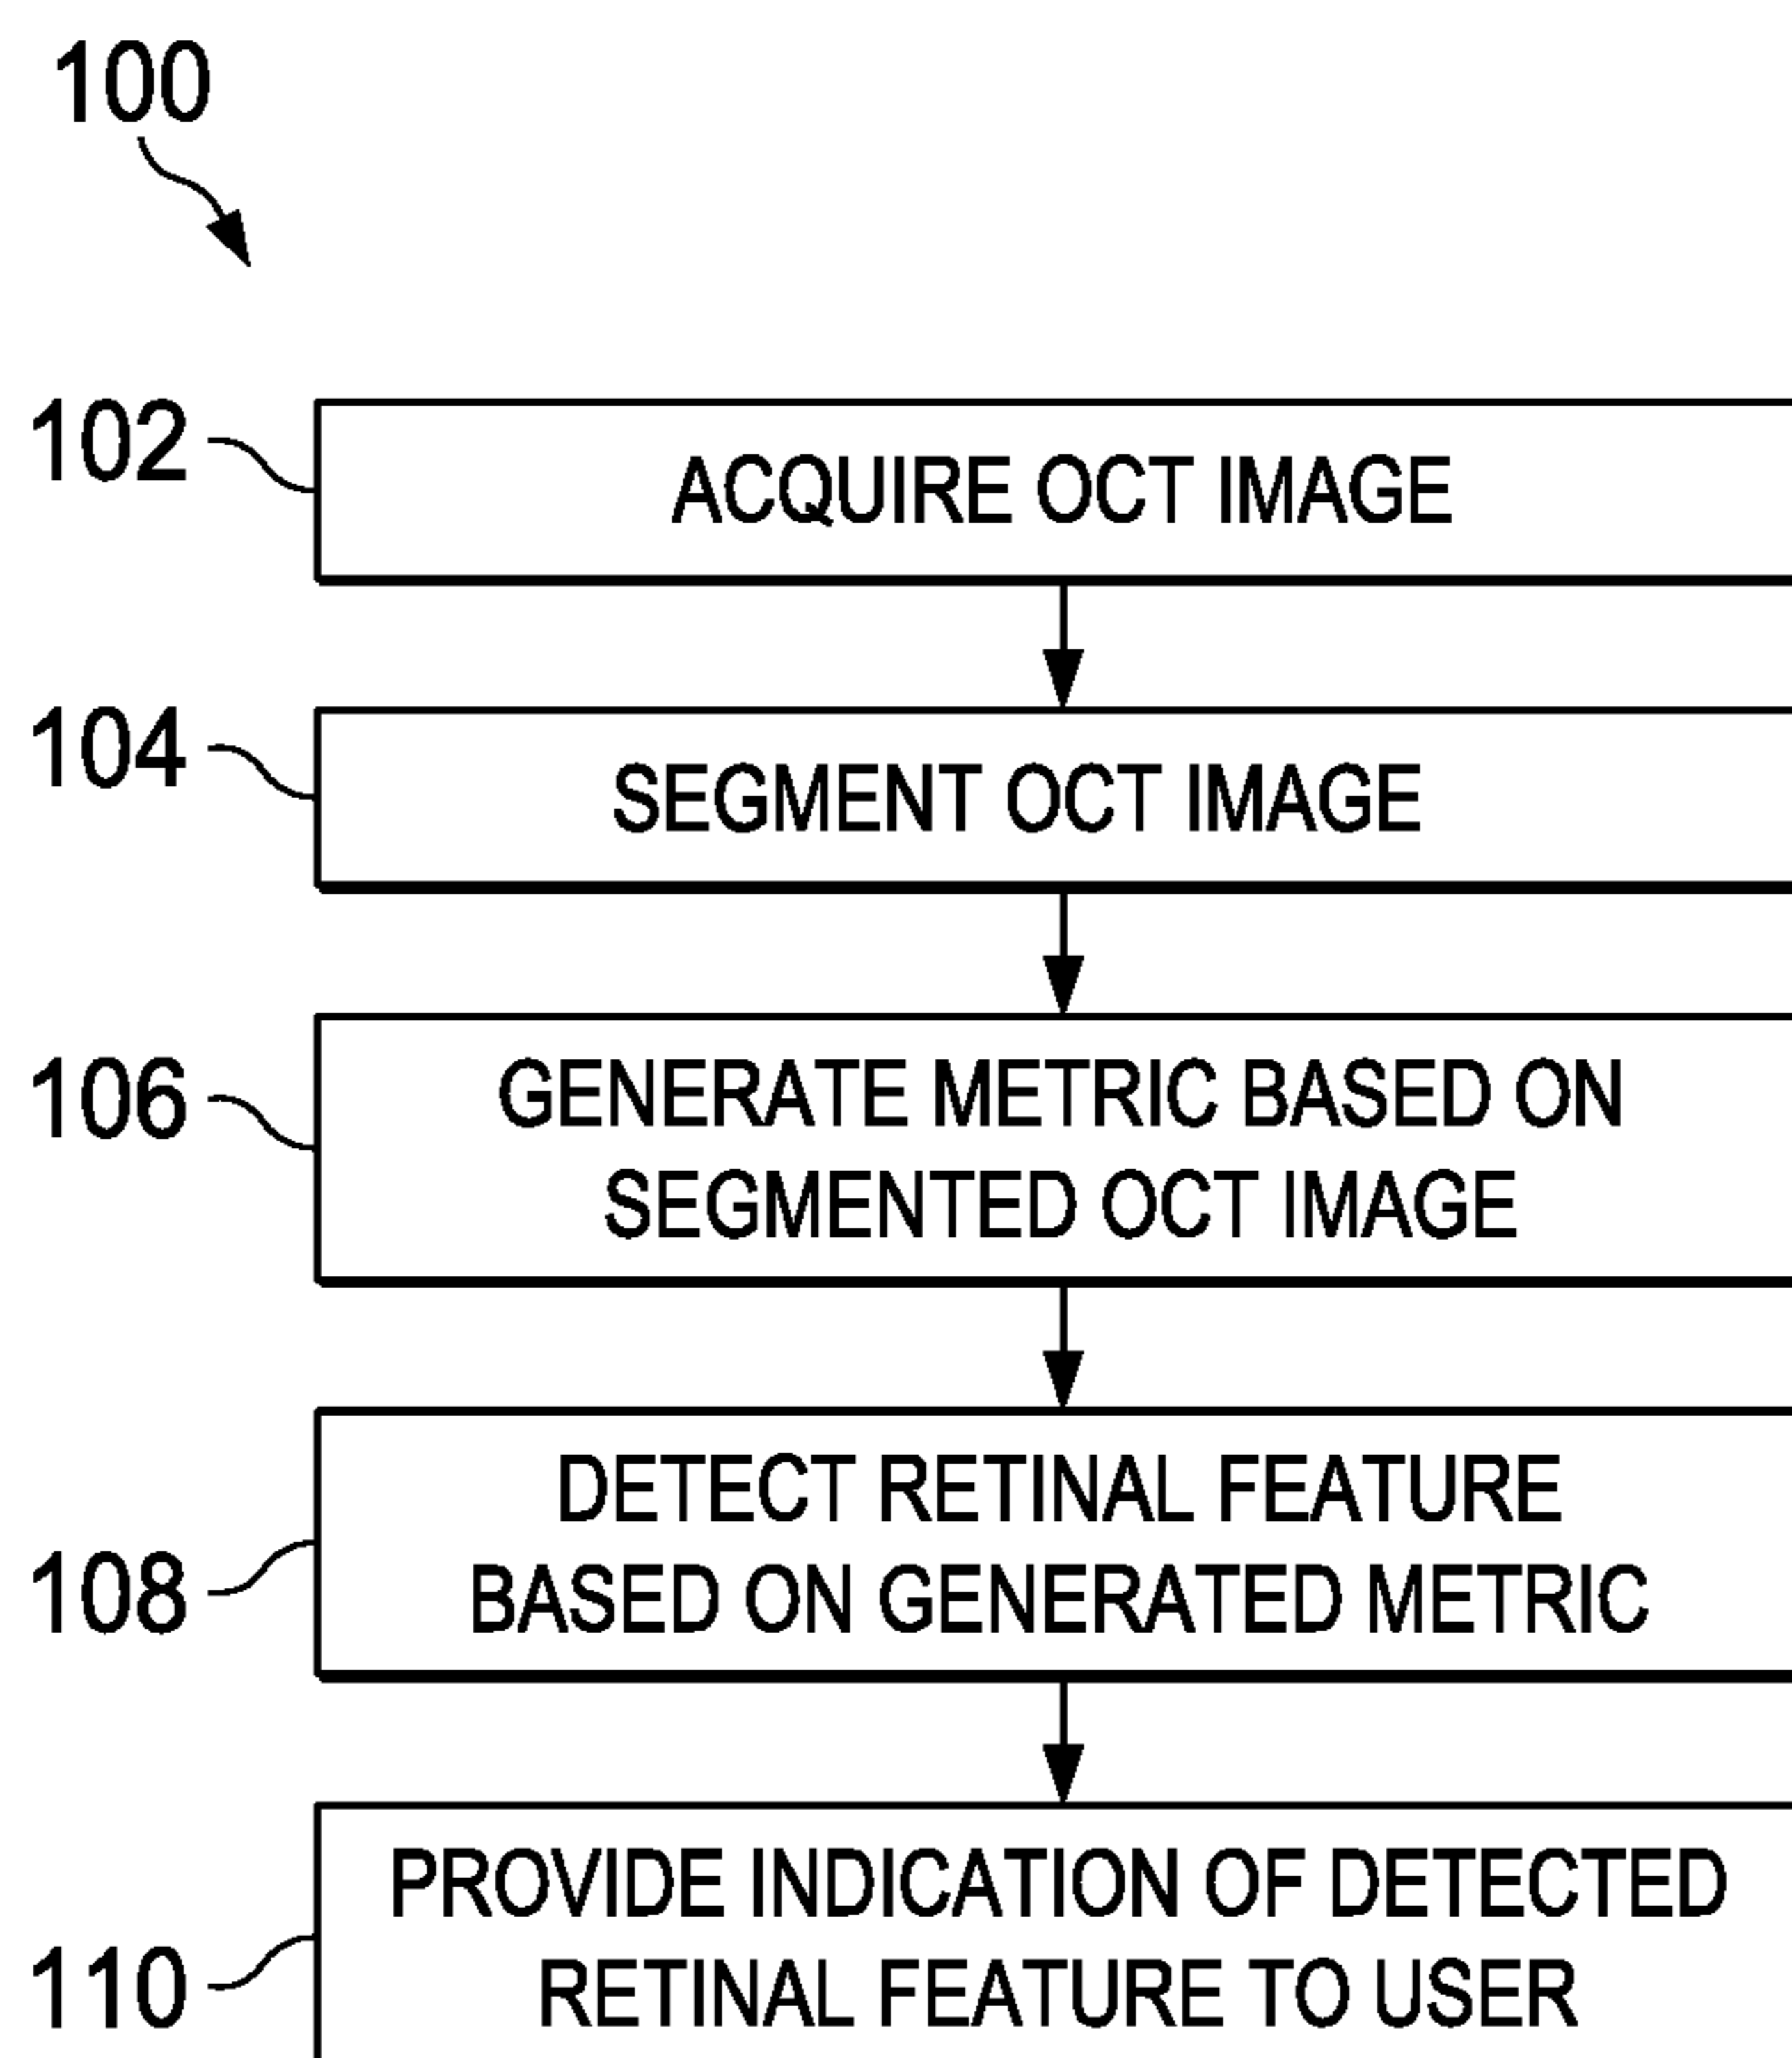 100
102
ACQUIRE OCT IMAGE
104
SEGMENT OCT IMAGE
106
GENERATE METRIC BASED ON
SEGMENTED OCT IMAGE
108
DETECT RETINAL FEATURE
BASED ON GENERATED METRIC
110
PROVIDE INDICATION OF DETECTED
RETINAL FEATURE TO USER